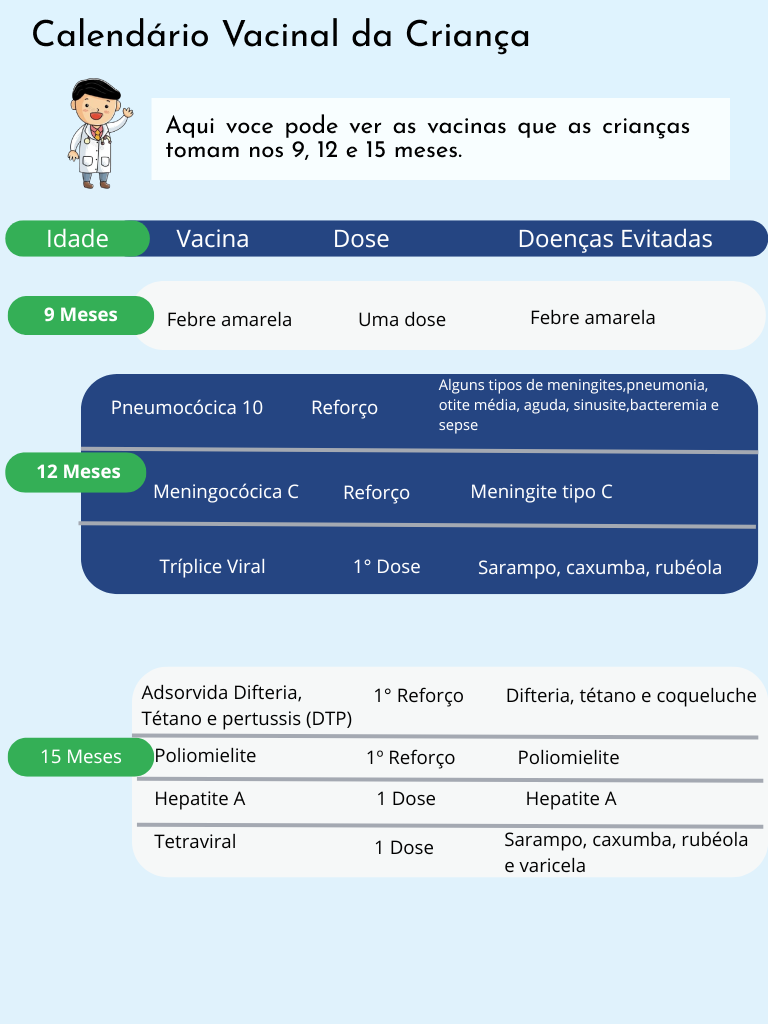 Calendário Vacinal da Criança
Aqui voce pode ver as vacinas que as crianças
tomam nos 9, 12 e 15 meses.
Idade Vacina Dose Doenças Evitadas
9 Meses Febre amarela Uma dose Febre amarela
Pneumocócica 10 Reforço Alguns tipos de meningites,pneumonia,
otite média, aguda, sinusite,bacteremia e
sepse
12 Meses
Meningocócica C Reforço Meningite tipo C
Tríplice Viral 1° Dose Sarampo, caxumba, rubéola
Adsorvida Difteria, 1° Reforço Difteria, tétano e coqueluche
Tétano e pertussis (DTP)
15 Meses Poliomielite 1º Reforço Poliomielite
Hepatite A 1 Dose Hepatite A
Tetraviral 1 Dose Sarampo, caxumba, rubéola
e varicela